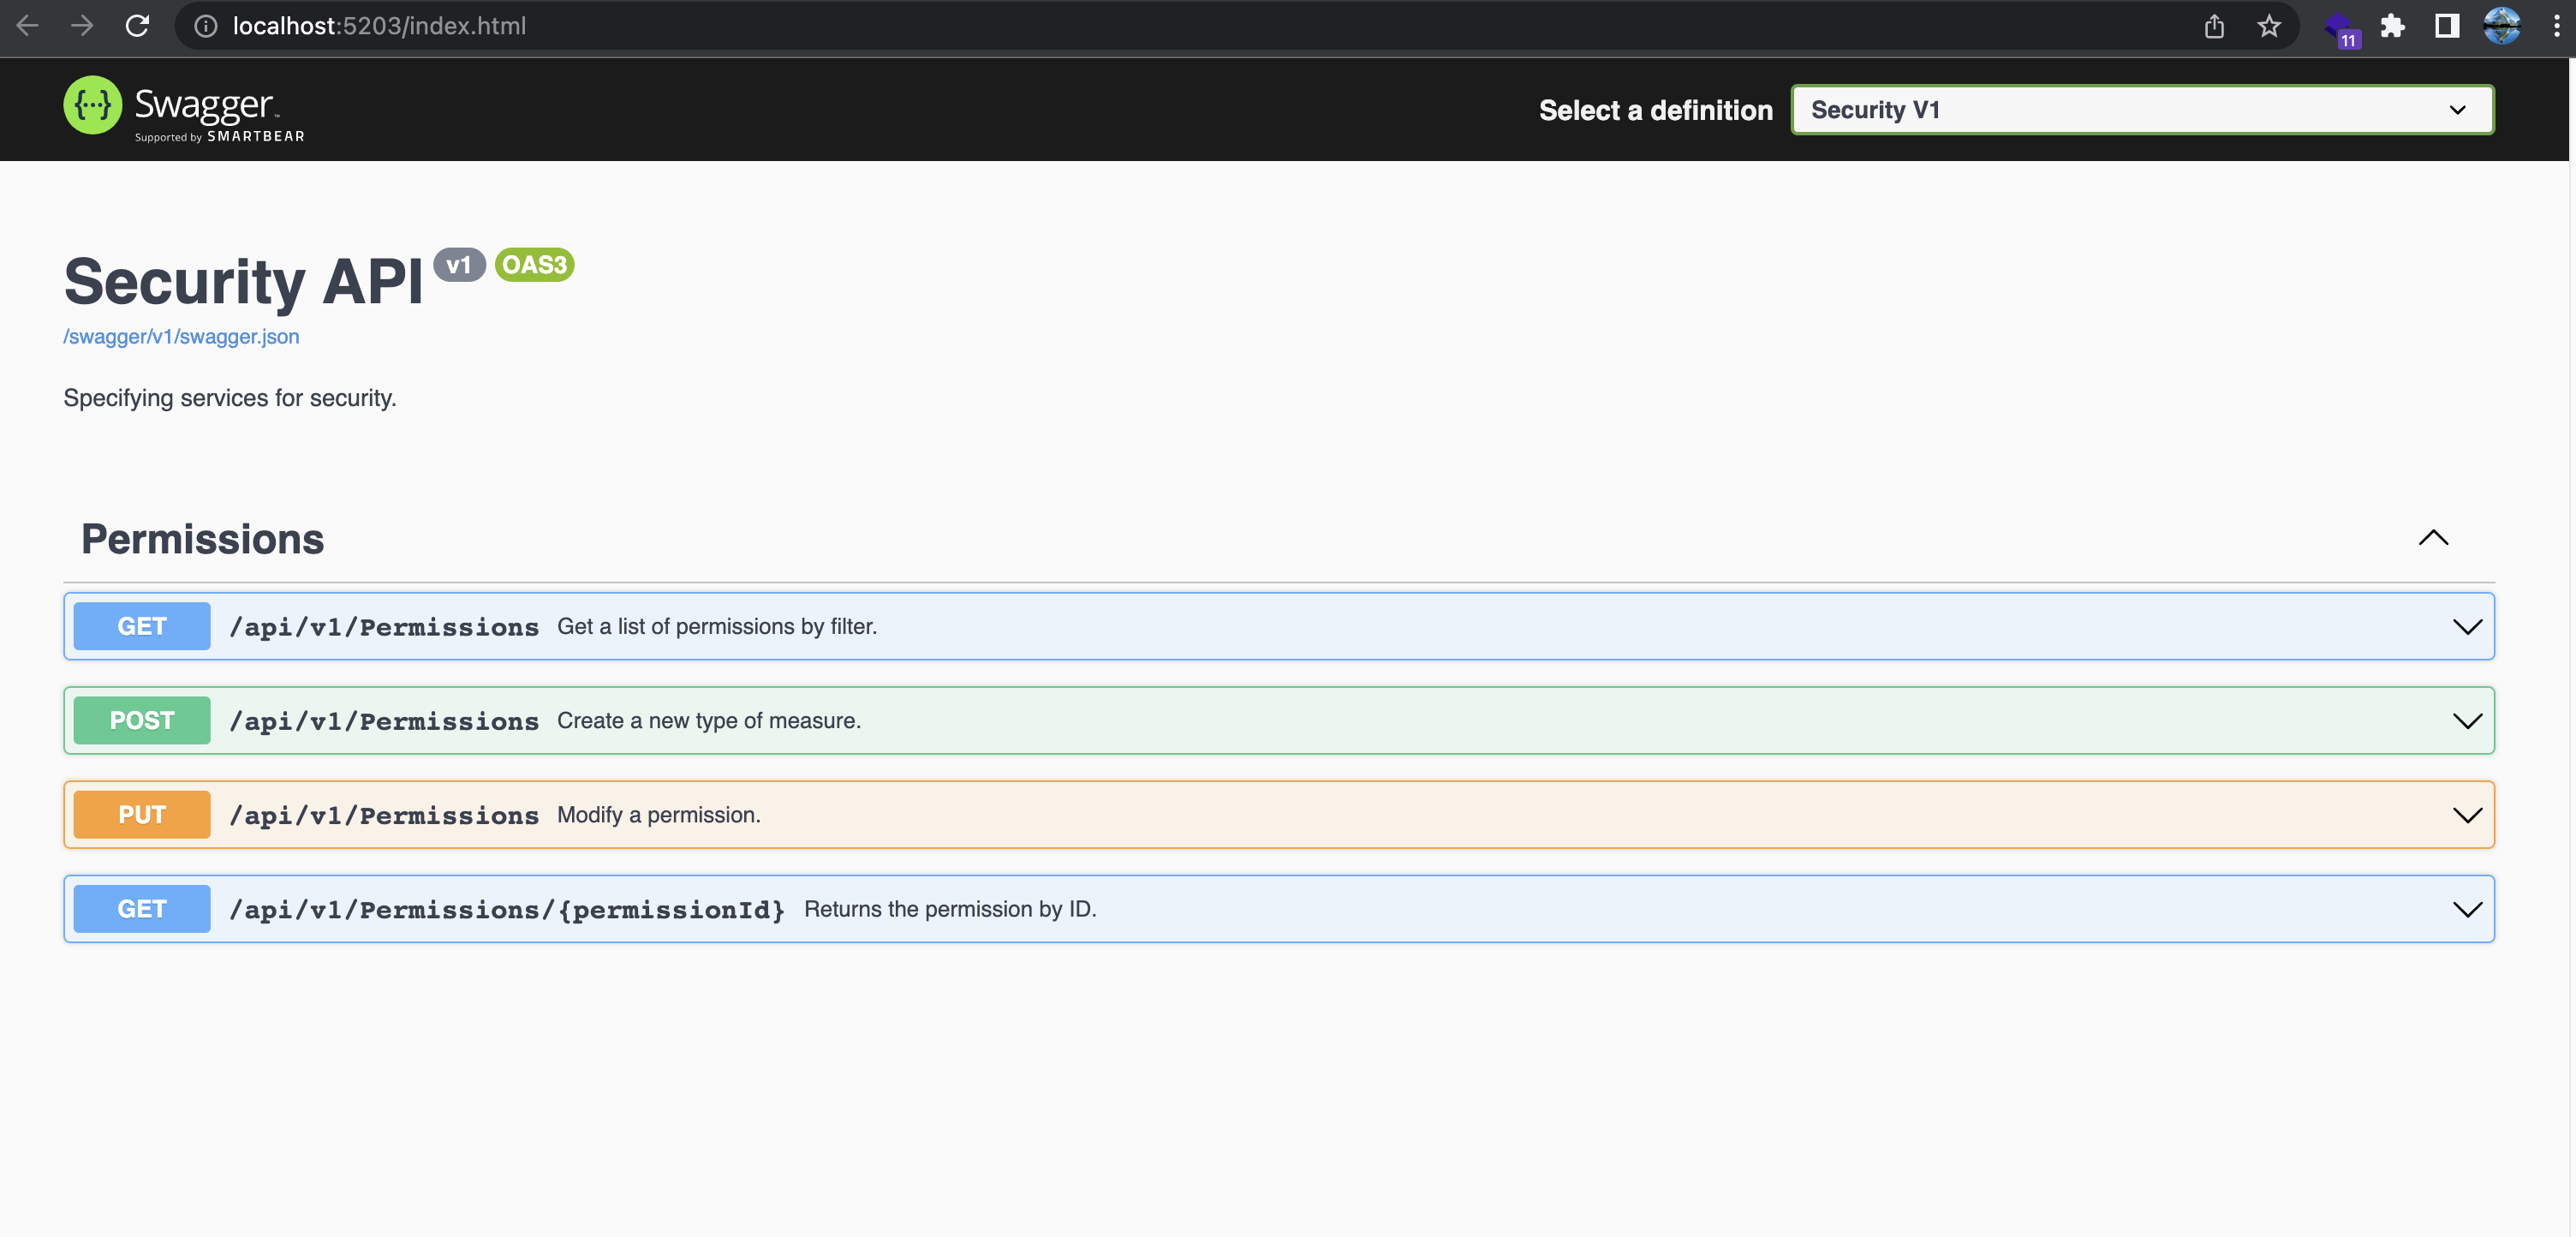 localhost:5203/index.html
11
{···} Swagger™
Supported by SMARTBEAR
Select a definition Security V1
Security API v1 OAS3
/swagger/v1/swagger.json
Specifying services for security.
Permissions
GET /api/v1/Permissions Get a list of permissions by filter.
POST /api/v1/Permissions Create a new type of measure.
PUT /api/v1/Permissions Modify a permission.
GET /api/v1/Permissions/{permissionId} Returns the permission by ID.